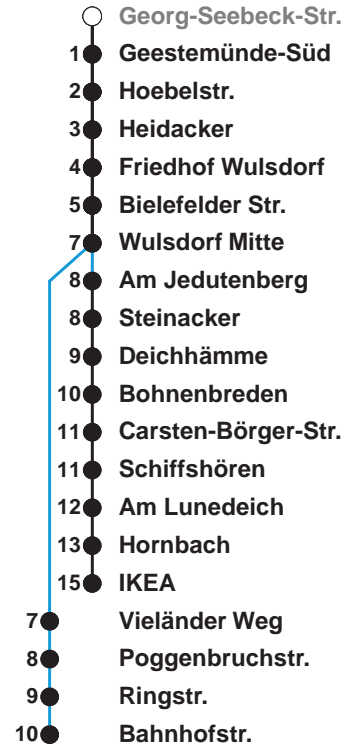 Georg-Seebeck-Str.
1 Geestemünde-Süd
2 Hoebelstr.
3 Heidacker
4 Friedhof Wulsdorf
5 Bielefelder Str.
7 Wulsdorf Mitte
8 Am Jedutenberg
8 Steinacker
9 Deichhämme
10 Bohnenbreden
11 Carsten-Börger-Str.
11 Schiffshören
12 Am Lunedeich
13 Hornbach
15 IKEA
7 Vieländer Weg
8 Poggenbruchstr.
9 Ringstr.
10 Bahnhofstr.